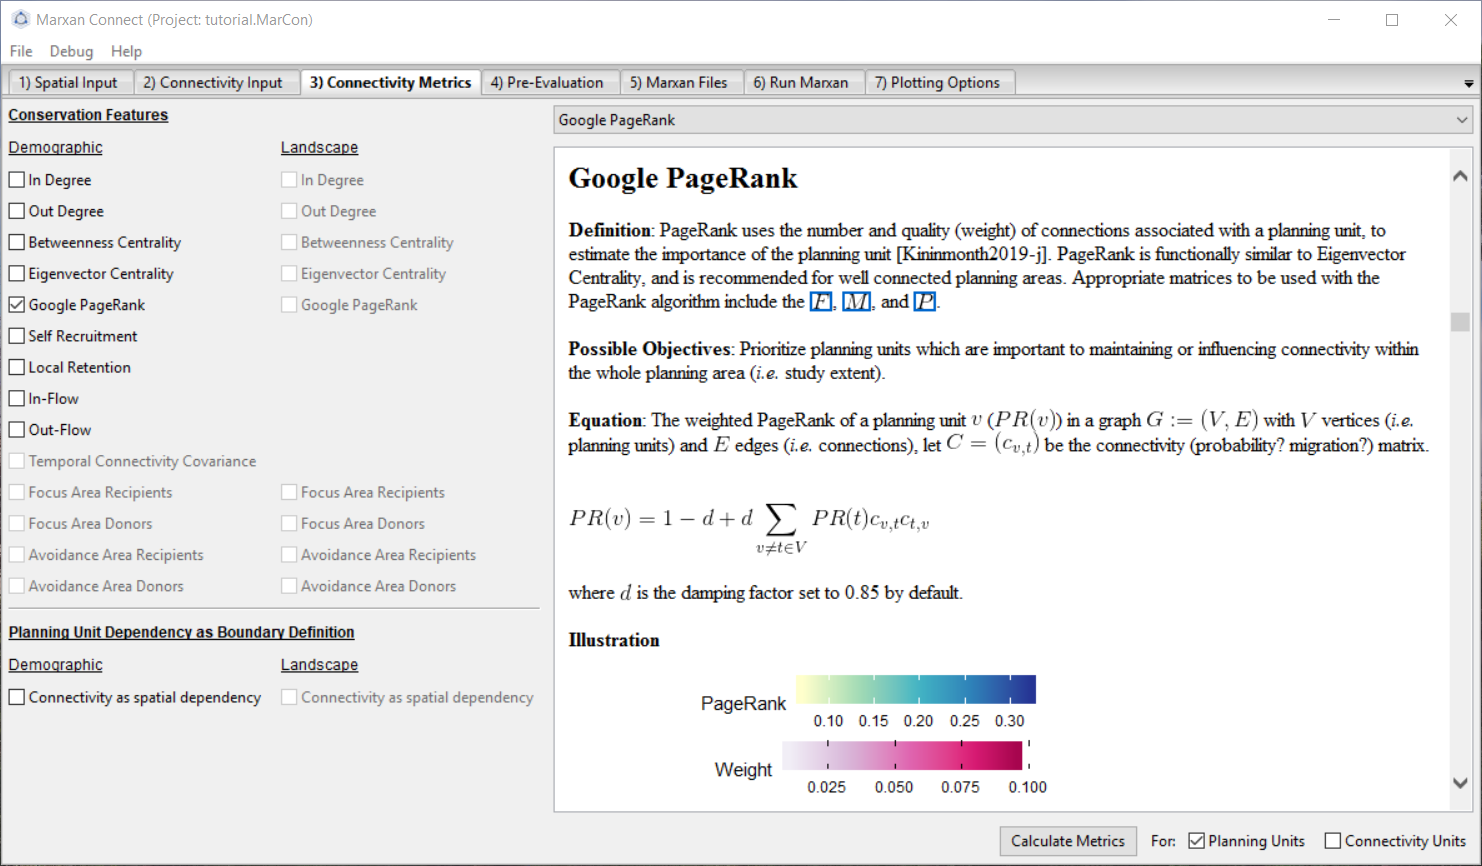 Marxan Connect (Project: tutorial.MarCon)
File Debug Help
1) Spatial Input 2) Connectivity Input 3) Connectivity Metrics 4) Pre-Evaluation 5) Marxan Files 6) Run Marxan 7) Plotting Options
Conservation Features
Demographic Landscape
In Degree In Degree
Out Degree Out Degree
Betweenness Centrality Betweenness Centrality
Eigenvector Centrality Eigenvector Centrality
Google PageRank Google PageRank
Self Recruitment
Local Retention
In-Flow
Out-Flow
Temporal Connectivity Covariance
Focus Area Recipients Focus Area Recipients
Focus Area Donors Focus Area Donors
Avoidance Area Recipients Avoidance Area Recipients
Avoidance Area Donors Avoidance Area Donors
Planning Unit Dependency as Boundary Definition
Demographic Landscape
Connectivity as spatial dependency Connectivity as spatial dependency
Google PageRank
Google PageRank
Definition: PageRank uses the number and quality (weight) of connections associated with a planning unit, to
estimate the importance of the planning unit [Kininmonth2019-j]. PageRank is functionally similar to Eigenvector
Centrality, and is recommended for well connected planning areas. Appropriate matrices to be used with the
PageRank algorithm include the F, M, and P.
Possible Objectives: Prioritize planning units which are important to maintaining or influencing connectivity within
the whole planning area (i.e. study extent).
Equation: The weighted PageRank of a planning unit v (PR(v)) in a graph G := (V, E) with V vertices (i.e.
planning units) and E edges (i.e. connections), let C = (c_{v,t}) be the connectivity (probability? migration?) matrix.
PR(v) = 1 − d + d ∑_{v≠t∈V} PR(t)c_{v,t}c_{t,v}
where d is the damping factor set to 0.85 by default.
Illustration
PageRank
0.10 0.15 0.20 0.25 0.30
Weight
0.025 0.050 0.075 0.100
Calculate Metrics For: Planning Units Connectivity Units